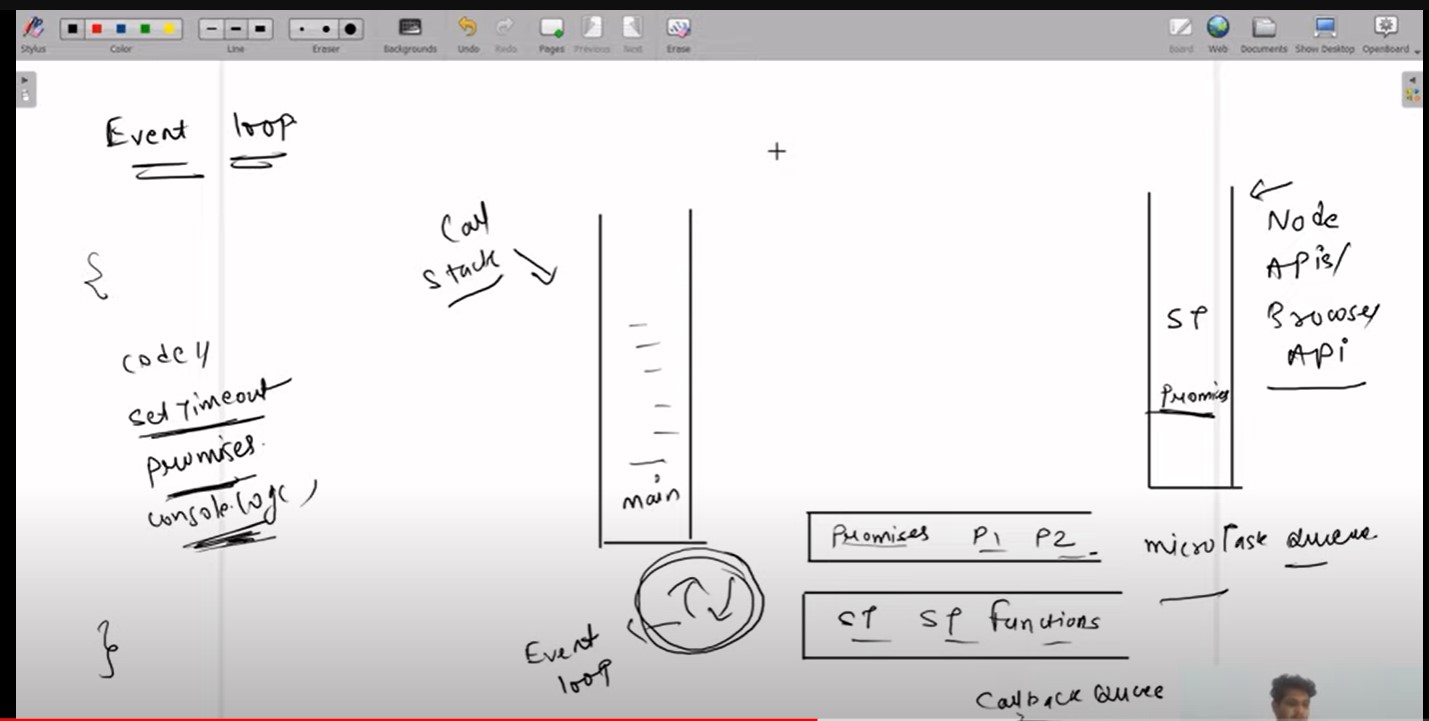 Stylus
Color
Line
Eraser
Backgrounds
Undo
Redo
Pages
Previous
Next
Erase
Board
Web
Documents
Show Desktop
OpenBoard
Event loop
{
code
setTimeout
promises.
console.log( )
}
Call
stack
main
Event
loop
Node
APis/
Browser
API
ST
Promises
Promises P1 P2
microTask Queue
ST ST functions
Callback Queue